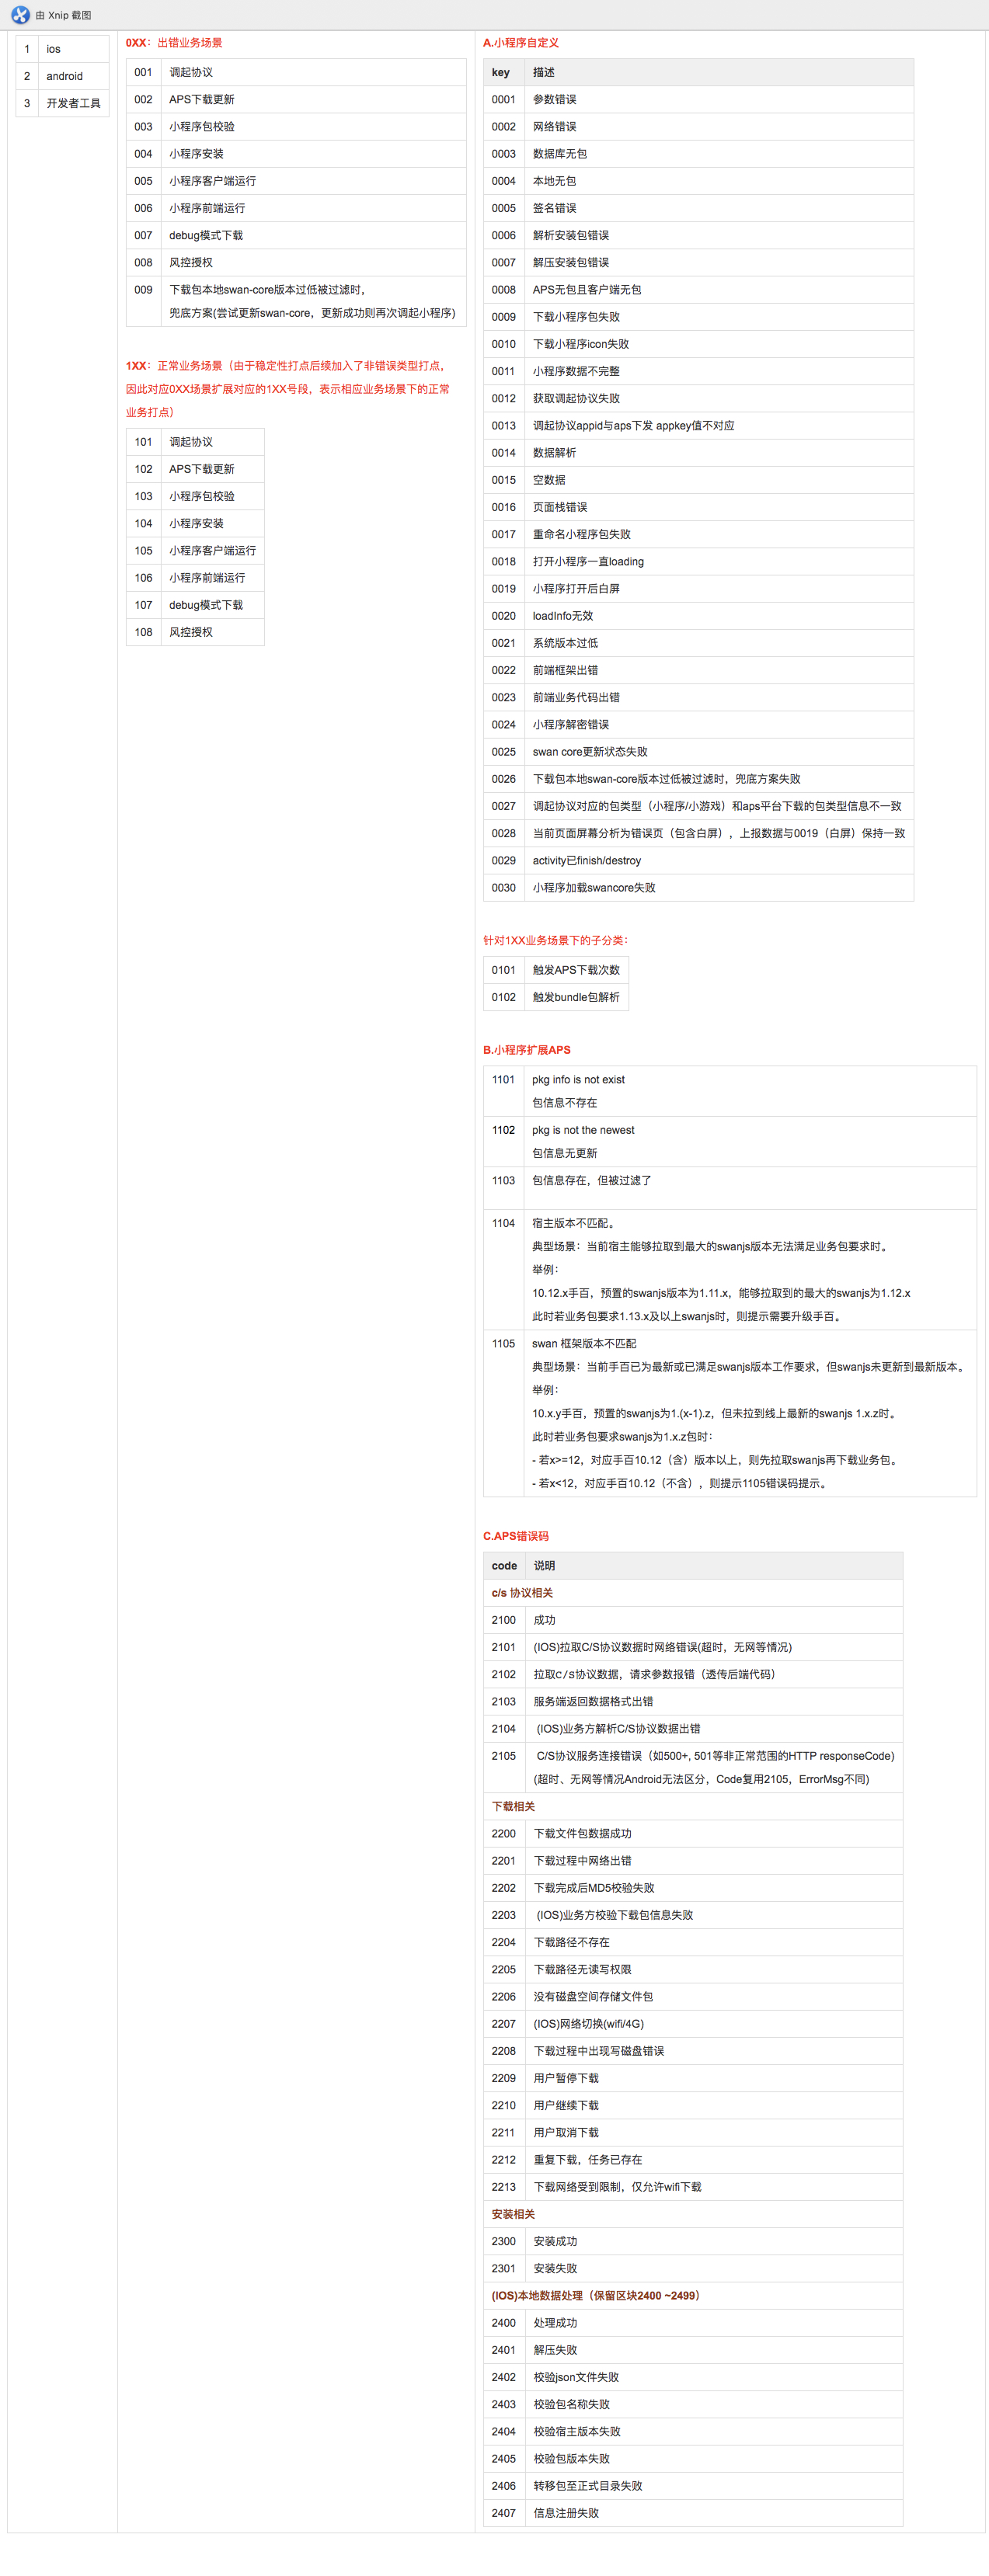 由 Xnip 截图
1 ios
2 android
3 开发者工具
0XX：出错业务场景
001 调起协议
002 APS下载更新
003 小程序包校验
004 小程序安装
005 小程序客户端运行
006 小程序前端运行
007 debug模式下载
008 风控授权
009 下载包本地swan-core版本过低被过滤时，
兜底方案(尝试更新swan-core，更新成功则再次调起小程序)
1XX：正常业务场景（由于稳定性打点后续加入了非错误类型打点，
因此对应0XX场景扩展对应的1XX号段，表示相应业务场景下的正常
业务打点）
101 调起协议
102 APS下载更新
103 小程序包校验
104 小程序安装
105 小程序客户端运行
106 小程序前端运行
107 debug模式下载
108 风控授权
A.小程序自定义
key 描述
0001 参数错误
0002 网络错误
0003 数据库无包
0004 本地无包
0005 签名错误
0006 解析安装包错误
0007 解压安装包错误
0008 APS无包且客户端无包
0009 下载小程序包失败
0010 下载小程序icon失败
0011 小程序数据不完整
0012 获取调起协议失败
0013 调起协议appid与aps下发 appkey值不对应
0014 数据解析
0015 空数据
0016 页面栈错误
0017 重命名小程序包失败
0018 打开小程序一直loading
0019 小程序打开后白屏
0020 loadInfo无效
0021 系统版本过低
0022 前端框架出错
0023 前端业务代码出错
0024 小程序解密错误
0025 swan core更新状态失败
0026 下载包本地swan-core版本过低被过滤时，兜底方案失败
0027 调起协议对应的包类型（小程序/小游戏）和aps平台下载的包类型信息不一致
0028 当前页面屏幕分析为错误页（包含白屏），上报数据与0019（白屏）保持一致
0029 activity已finish/destroy
0030 小程序加载swancore失败
针对1XX业务场景下的子分类：
0101 触发APS下载次数
0102 触发bundle包解析
B.小程序扩展APS
1101 pkg info is not exist
包信息不存在
1102 pkg is not the newest
包信息无更新
1103 包信息存在，但被过滤了
1104 宿主版本不匹配。
典型场景：当前宿主能够拉取到最大的swanjs版本无法满足业务包要求时。
举例：
10.12.x手百，预置的swanjs版本为1.11.x，能够拉取到的最大的swanjs为1.12.x
此时若业务包要求1.13.x及以上swanjs时，则提示需要升级手百。
1105 swan 框架版本不匹配
典型场景：当前手百已为最新或已满足swanjs版本工作要求，但swanjs未更新到最新版本。
举例：
10.x.y手百，预置的swanjs为1.(x-1).z，但未拉到线上最新的swanjs 1.x.z时。
此时若业务包要求swanjs为1.x.z包时：
- 若x>=12，对应手百10.12（含）版本以上，则先拉取swanjs再下载业务包。
- 若x<12，对应手百10.12（不含），则提示1105错误码提示。
C.APS错误码
code 说明
c/s 协议相关
2100 成功
2101 (IOS)拉取C/S协议数据时网络错误(超时，无网等情况)
2102 拉取C/S协议数据，请求参数报错（透传后端代码）
2103 服务端返回数据格式出错
2104 (IOS)业务方解析C/S协议数据出错
2105 C/S协议服务连接错误（如500+, 501等非正常范围的HTTP responseCode)
(超时、无网等情况Android无法区分，Code复用2105，ErrorMsg不同)
下载相关
2200 下载文件包数据成功
2201 下载过程中网络出错
2202 下载完成后MD5校验失败
2203 (IOS)业务方校验下载包信息失败
2204 下载路径不存在
2205 下载路径无读写权限
2206 没有磁盘空间存储文件包
2207 (IOS)网络切换(wifi/4G)
2208 下载过程中出现写磁盘错误
2209 用户暂停下载
2210 用户继续下载
2211 用户取消下载
2212 重复下载，任务已存在
2213 下载网络受到限制，仅允许wifi下载
安装相关
2300 安装成功
2301 安装失败
(IOS)本地数据处理（保留区块2400 ~2499）
2400 处理成功
2401 解压失败
2402 校验json文件失败
2403 校验包名称失败
2404 校验宿主版本失败
2405 校验包版本失败
2406 转移包至正式目录失败
2407 信息注册失败